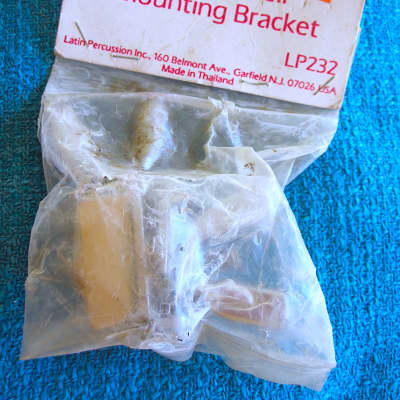 Mounting Bracket
LP232
Latin Percussion Inc., 160 Belmont Ave., Garfield N.J. 07026 USA
Made in Thailand